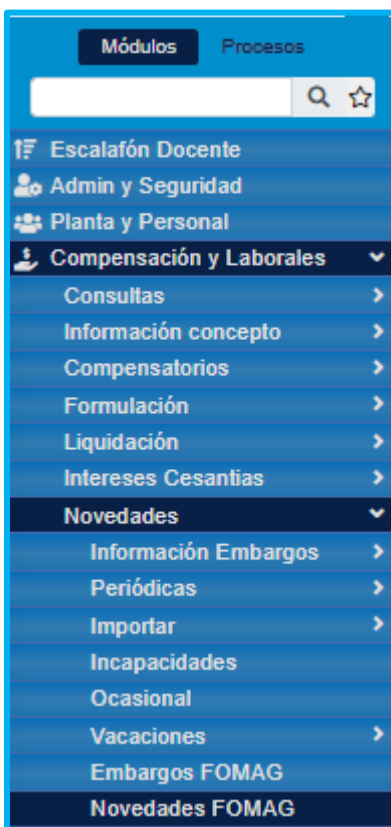 Módulos Procesos
Escalafón Docente
Admin y Seguridad
Planta y Personal
Compensación y Laborales
Consultas
Información concepto
Compensatorios
Formulación
Liquidación
Intereses Cesantias
Novedades
Información Embargos
Periódicas
Importar
Incapacidades
Ocasional
Vacaciones
Embargos FOMAG
Novedades FOMAG